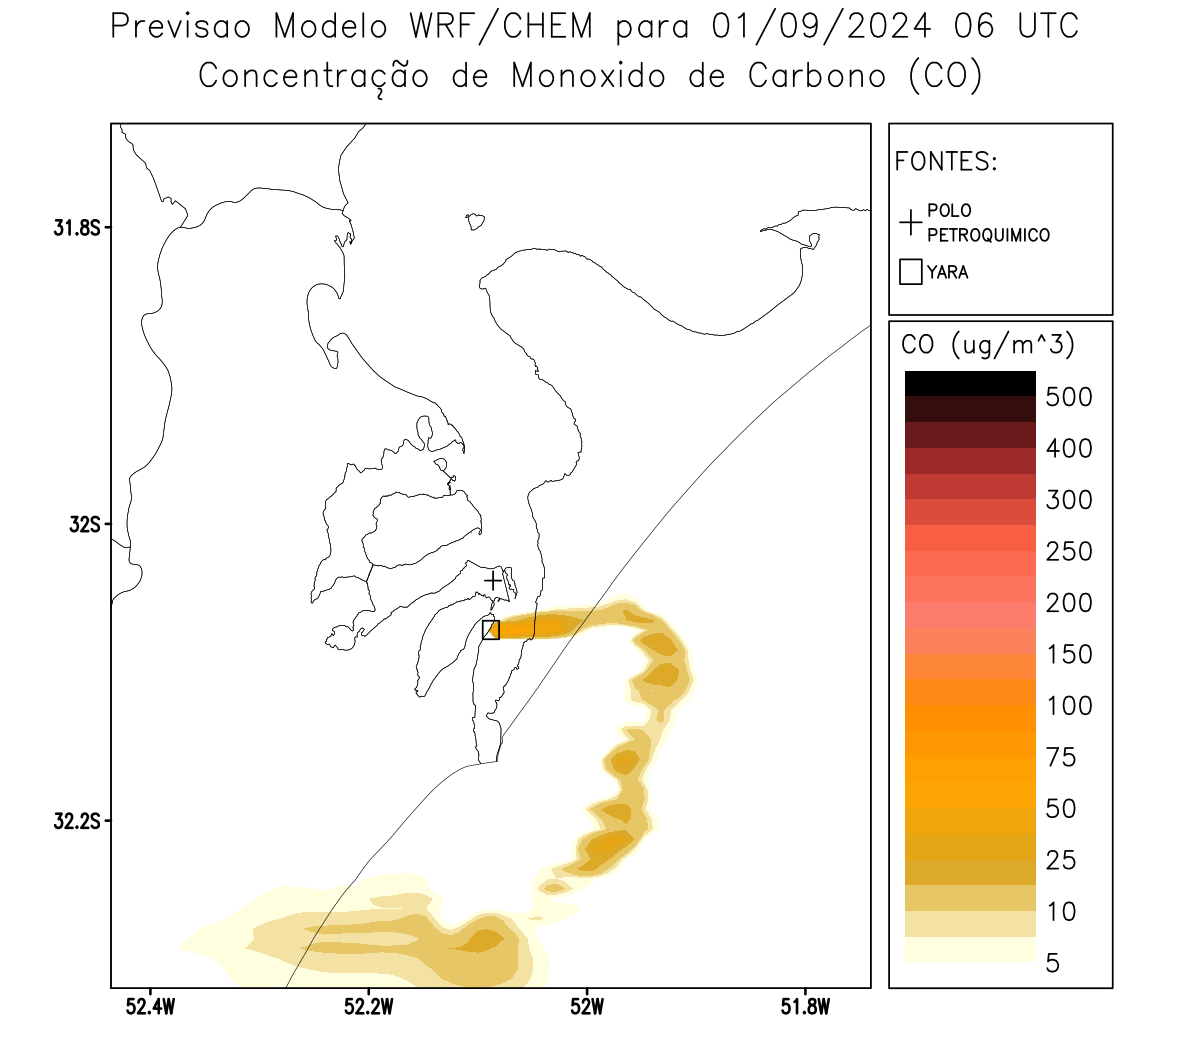 Previsao Modelo WRF/CHEM para 01/09/2024 06 UTC
Concentração de Monoxido de Carbono (CO)
FONTES:
POLO
PETROQUIMICO
YARA
CO (ug/m^3)
500
400
300
250
200
150
100
75
50
25
10
5
31.8S
32S
32.2S
52.4W
52.2W
52W
51.8W